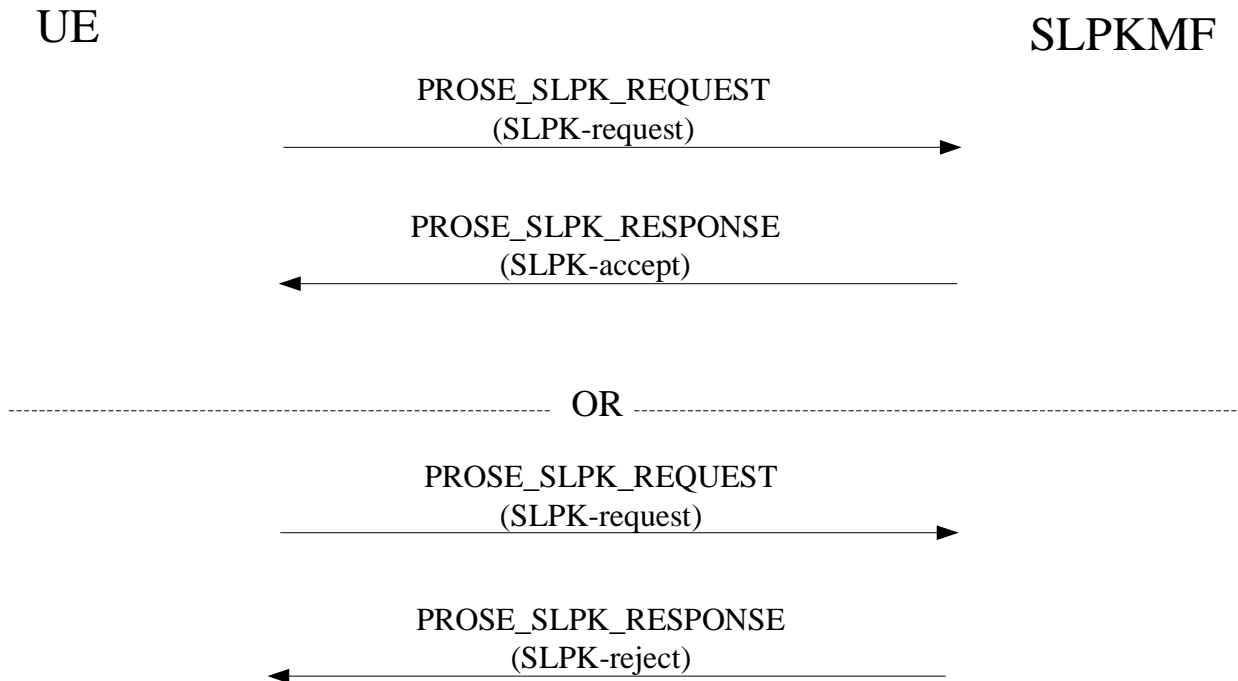 UE
SLPKMF
PROSE_SLPK_REQUEST
(SLPK-request)
PROSE_SLPK_RESPONSE
(SLPK-accept)
OR
PROSE_SLPK_REQUEST
(SLPK-request)
PROSE_SLPK_RESPONSE
(SLPK-reject)